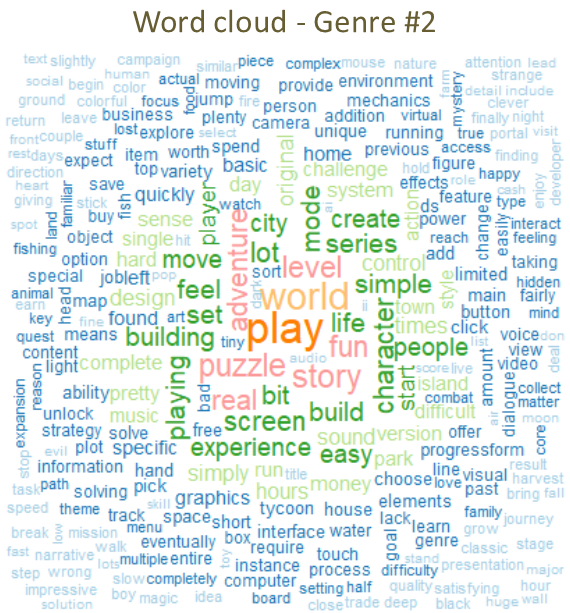 Word cloud - Genre #2
text slightly campaign similar piece complex mouse nature attention lead
social begin human color actual food moving provide environment farm mystery strange detail include
ground colorful focus jump fire person mechanics clever
return leave business plenty camera addition virtual finally night
front couple lost explore select unique running true portal visit
rest days stuff item worth spend original home previous access finding
direction expect top variety basic challenge figure happy developer
heart save quickly player day mode system hold effects role cash type enjoy
giving stick familiar land buy fish watch ai action ds feature change easily
spot object sense adventure city create power interact
fishing option single hit move lot series reach feeling
special job left pop feel sort level control add limited taking
animal head map design dark world simple style main fairly hidden
earn key found art set tiny play ii life town button mind
quest fine means building fun times click voice don
content light complete puzzle audio character people list view deal
reason ability pretty bad story score live video
expansion unlock music playing real bit start island combat amount dialogue collect matter
strategy solve free screen build difficult air core moon
stop evil plot specific experience easy sound version offer
information hand simply run title money park progress form result
task path solving pick hours choose line love visual harvest
speed theme skill graphics tycoon house elements past bring fall
track space short interface water lack goal learn family journey
break low mission menu eventually box require touch genre grow
fast narrative walk multiple entire toy instance stand classic stage
step wrong lots slow completely computer process difficulty presentation major
impressive boy magic idea board setting half quality satisfying hour
solution close trade deep black huge wall